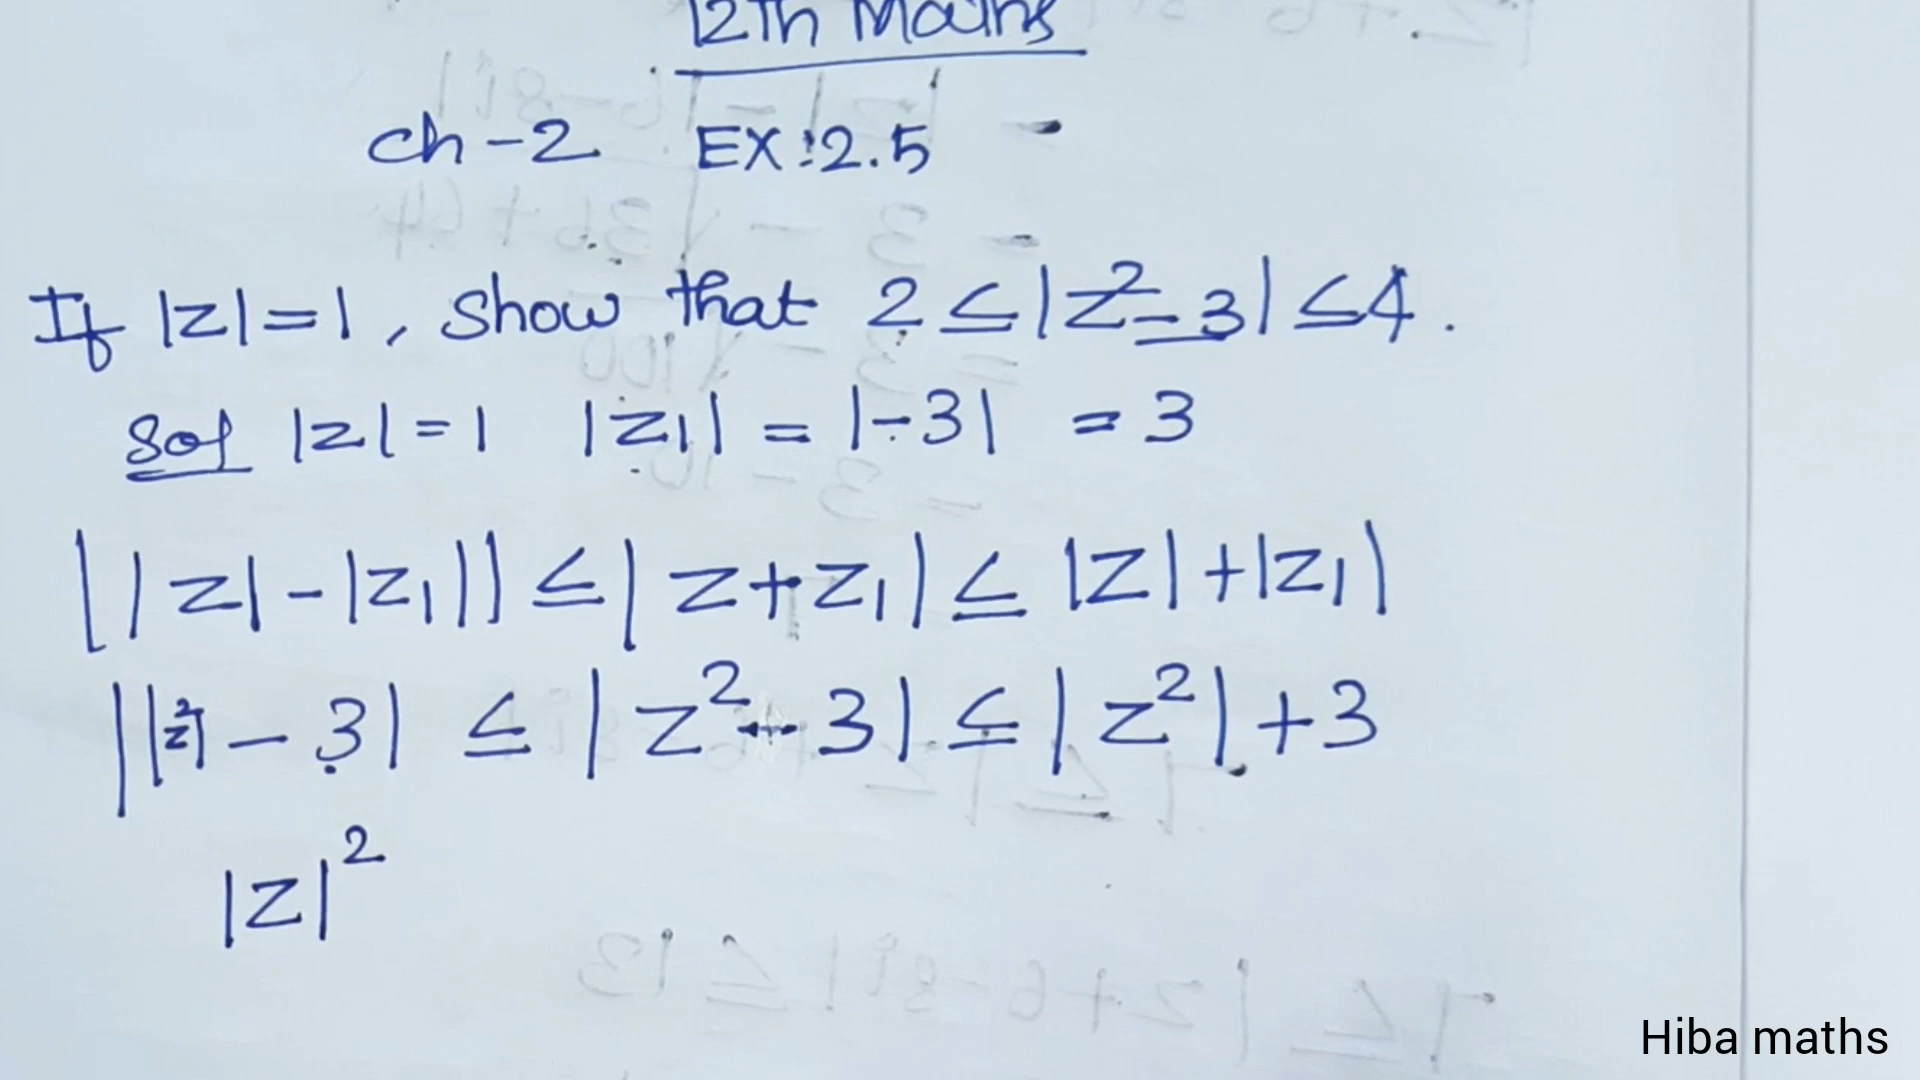 12th Maths
Ch-2 EX:2.5
If |z|=1, show that 2≤|z²-3|≤4.
Sol |z|=1 |z₁| = |-3| = 3
||z|-|z₁|| ≤ |z+z₁| ≤ |z|+|z₁|
||z²|-3| ≤ |z²-3| ≤ |z²|+3
|z|²
Hiba maths